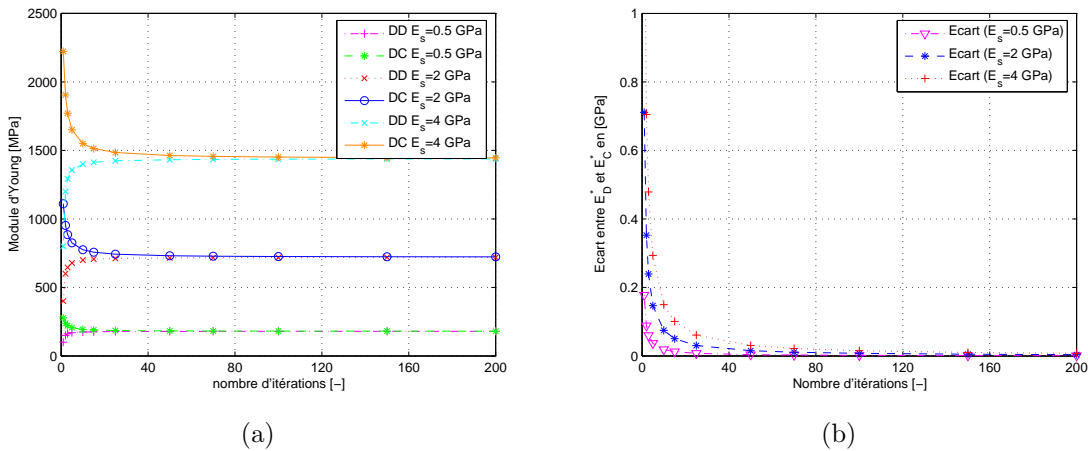 2500
2000
1500
1000
500
0
0
40
80
120
160
200
Module d'Young [MPa]
nombre d'itérations [−]
DD E_s=0.5 GPa
DC E_s=0.5 GPa
DD E_s=2 GPa
DC E_s=2 GPa
DD E_s=4 GPa
DC E_s=4 GPa
(a)
1
0.8
0.6
0.4
0.2
0
0
40
80
120
160
200
Ecart entre E_D^* et E_C^* en [GPa]
Nombre d'itérations [−]
Ecart (E_s=0.5 GPa)
Ecart (E_s=2 GPa)
Ecart (E_s=4 GPa)
(b)